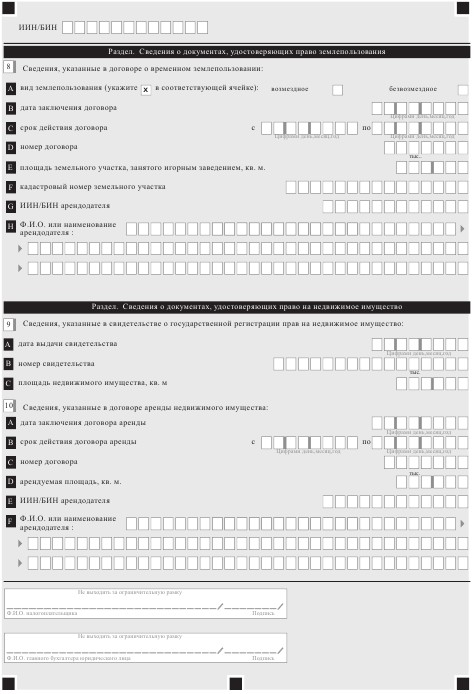 ИИН/БИН
Раздел. Сведения о документах, удостоверяющих право землепользования
8 Сведения, указанные в договоре о временном землепользовании:
A вид землепользования (укажите x в соответствующей ячейке): возмездное безвозмездное
B дата заключения договора
Цифрами день, месяц, год
C срок действия договора с по
Цифрами день, месяц, год Цифрами день, месяц, год
D номер договора
тыс.
E площадь земельного участка, занятого игорным заведением, кв. м.
F кадастровый номер земельного участка
G ИИН/БИН арендодателя
H Ф.И.О. или наименование
арендодателя :
Раздел. Сведения о документах, удостоверяющих право на недвижимое имущество
9 Сведения, указанные в свидетельстве о государственной регистрации прав на недвижимое имущество:
A дата выдачи свидетельства
Цифрами день, месяц, год
B номер свидетельства
тыс.
C площадь недвижимого имущества, кв. м
10 Сведения, указанные в договоре аренды недвижимого имущества:
A дата заключения договора аренды
Цифрами день, месяц, год
B срок действия договора аренды с по
Цифрами день, месяц, год Цифрами день, месяц, год
C номер договора
тыс.
D арендуемая площадь, кв. м.
E ИИН/БИН арендодателя
F Ф.И.О. или наименование
арендодателя :
Не выходить за ограничительную рамку
Ф.И.О. налогоплательщика Подпись
Не выходить за ограничительную рамку
Ф.И.О. главного бухгалтера юридического лица Подпись